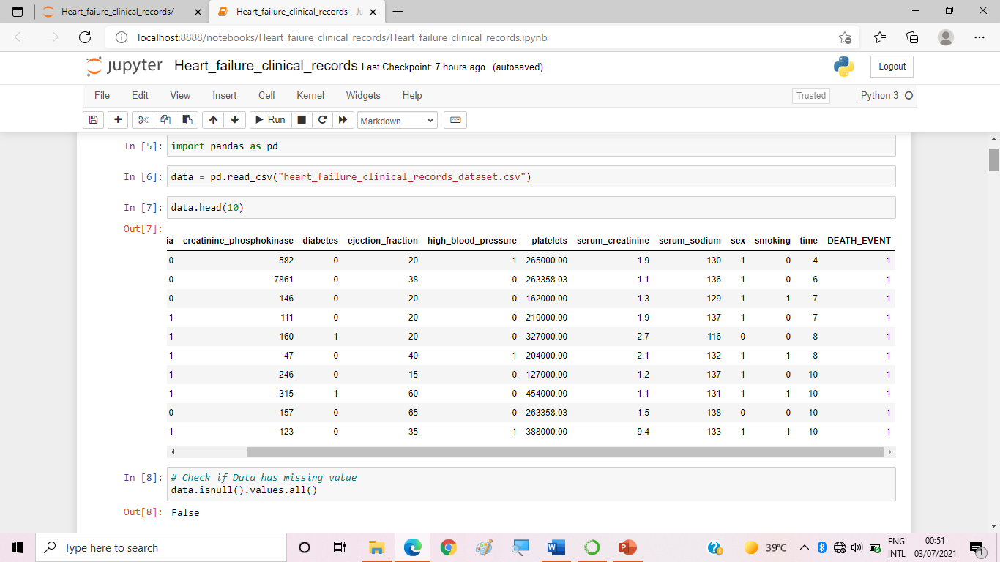 Heart_faiure_clinical_records/
Heart_failure_clinical_records - Ju
localhost:8888/notebooks/Heart_faiure_clinical_records/Heart_failure_clinical_records.ipynb
jupyter Heart_failure_clinical_records Last Checkpoint: 7 hours ago (autosaved)
Logout
File Edit View Insert Cell Kernel Widgets Help
Trusted Python 3
Run Markdown
In [5]: import pandas as pd
In [6]: data = pd.read_csv("heart_failure_clinical_records_dataset.csv")
In [7]: data.head(10)
Out[7]:
ia creatinine_phosphokinase diabetes ejection_fraction high_blood_pressure platelets serum_creatinine serum_sodium sex smoking time DEATH_EVENT
0 582 0 20 1 265000.00 1.9 130 1 0 4 1
0 7861 0 38 0 263358.03 1.1 136 1 0 6 1
0 146 0 20 0 162000.00 1.3 129 1 1 7 1
1 111 0 20 0 210000.00 1.9 137 1 0 7 1
1 160 1 20 0 327000.00 2.7 116 0 0 8 1
1 47 0 40 1 204000.00 2.1 132 1 1 8 1
1 246 0 15 0 127000.00 1.2 137 1 0 10 1
1 315 1 60 0 454000.00 1.1 131 1 1 10 1
0 157 0 65 0 263358.03 1.5 138 0 0 10 1
1 123 0 35 1 388000.00 9.4 133 1 1 10 1
In [8]: # Check if Data has missing value
data.isnull().values.all()
Out[8]: False
Type here to search
39°C
ENG
INTL
00:51
03/07/2021
1